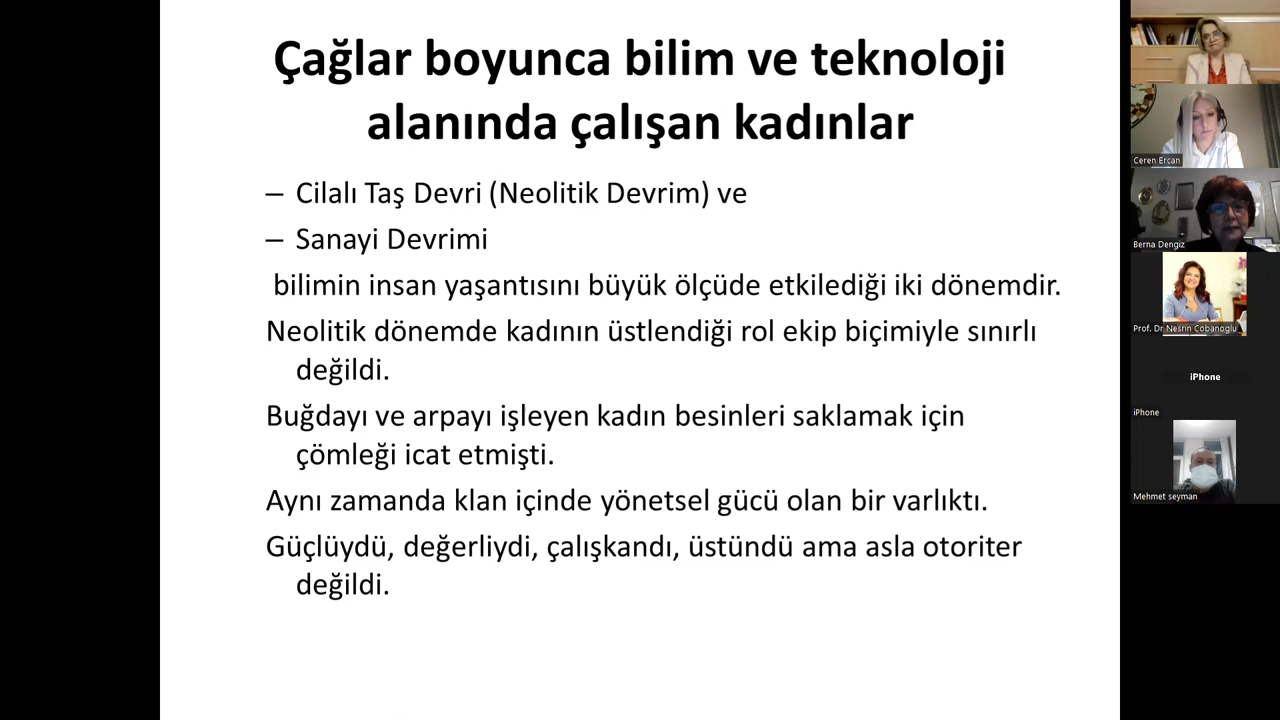 Çağlar boyunca bilim ve teknoloji
alanında çalışan kadınlar
– Cilalı Taş Devri (Neolitik Devrim) ve
– Sanayi Devrimi
bilimin insan yaşantısını büyük ölçüde etkilediği iki dönemdir.
Neolitik dönemde kadının üstlendiği rol ekip biçimiyle sınırlı
değildi.
Buğdayı ve arpayı işleyen kadın besinleri saklamak için
çömleği icat etmişti.
Aynı zamanda klan içinde yönetsel gücü olan bir varlıktı.
Güçlüydü, değerliydi, çalışkandı, üstündü ama asla otoriter
değildi.
Ceren Ercan
Berna Dengiz
Prof. Dr Nesrin Cobanoglu
iPhone
iPhone
Mehmet seyman